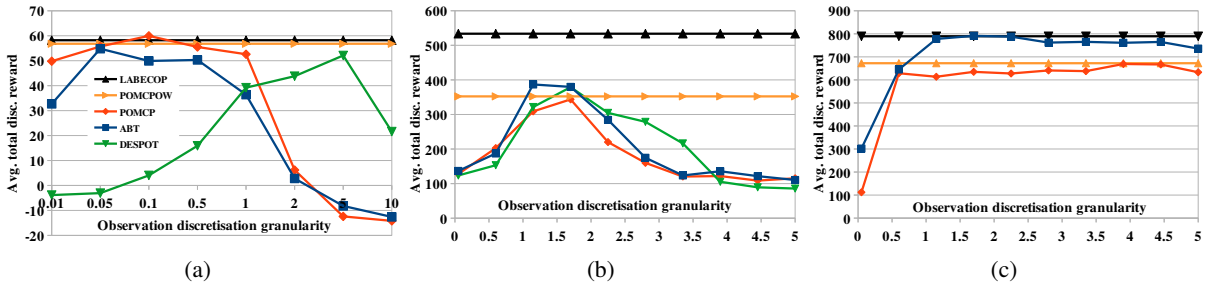 70
60
50
40
30
20
10
0
-10
-20
Avg. total disc. reward
LABECOP
POMCPOW
POMCP
ABT
DESPOT
0.01 0.05 0.1 0.5 1 2 5 10
Observation discretisation granularity
(a)
600
500
400
300
200
100
0
Avg. total disc. reward
Observation discretisation granularity
0 0.5 1 1.5 2 2.5 3 3.5 4 4.5 5
(b)
900
800
700
600
500
400
300
200
100
0
Avg. total disc. reward
Observation discretisation granularity
0 0.5 1 1.5 2 2.5 3 3.5 4 4.5 5
(c)